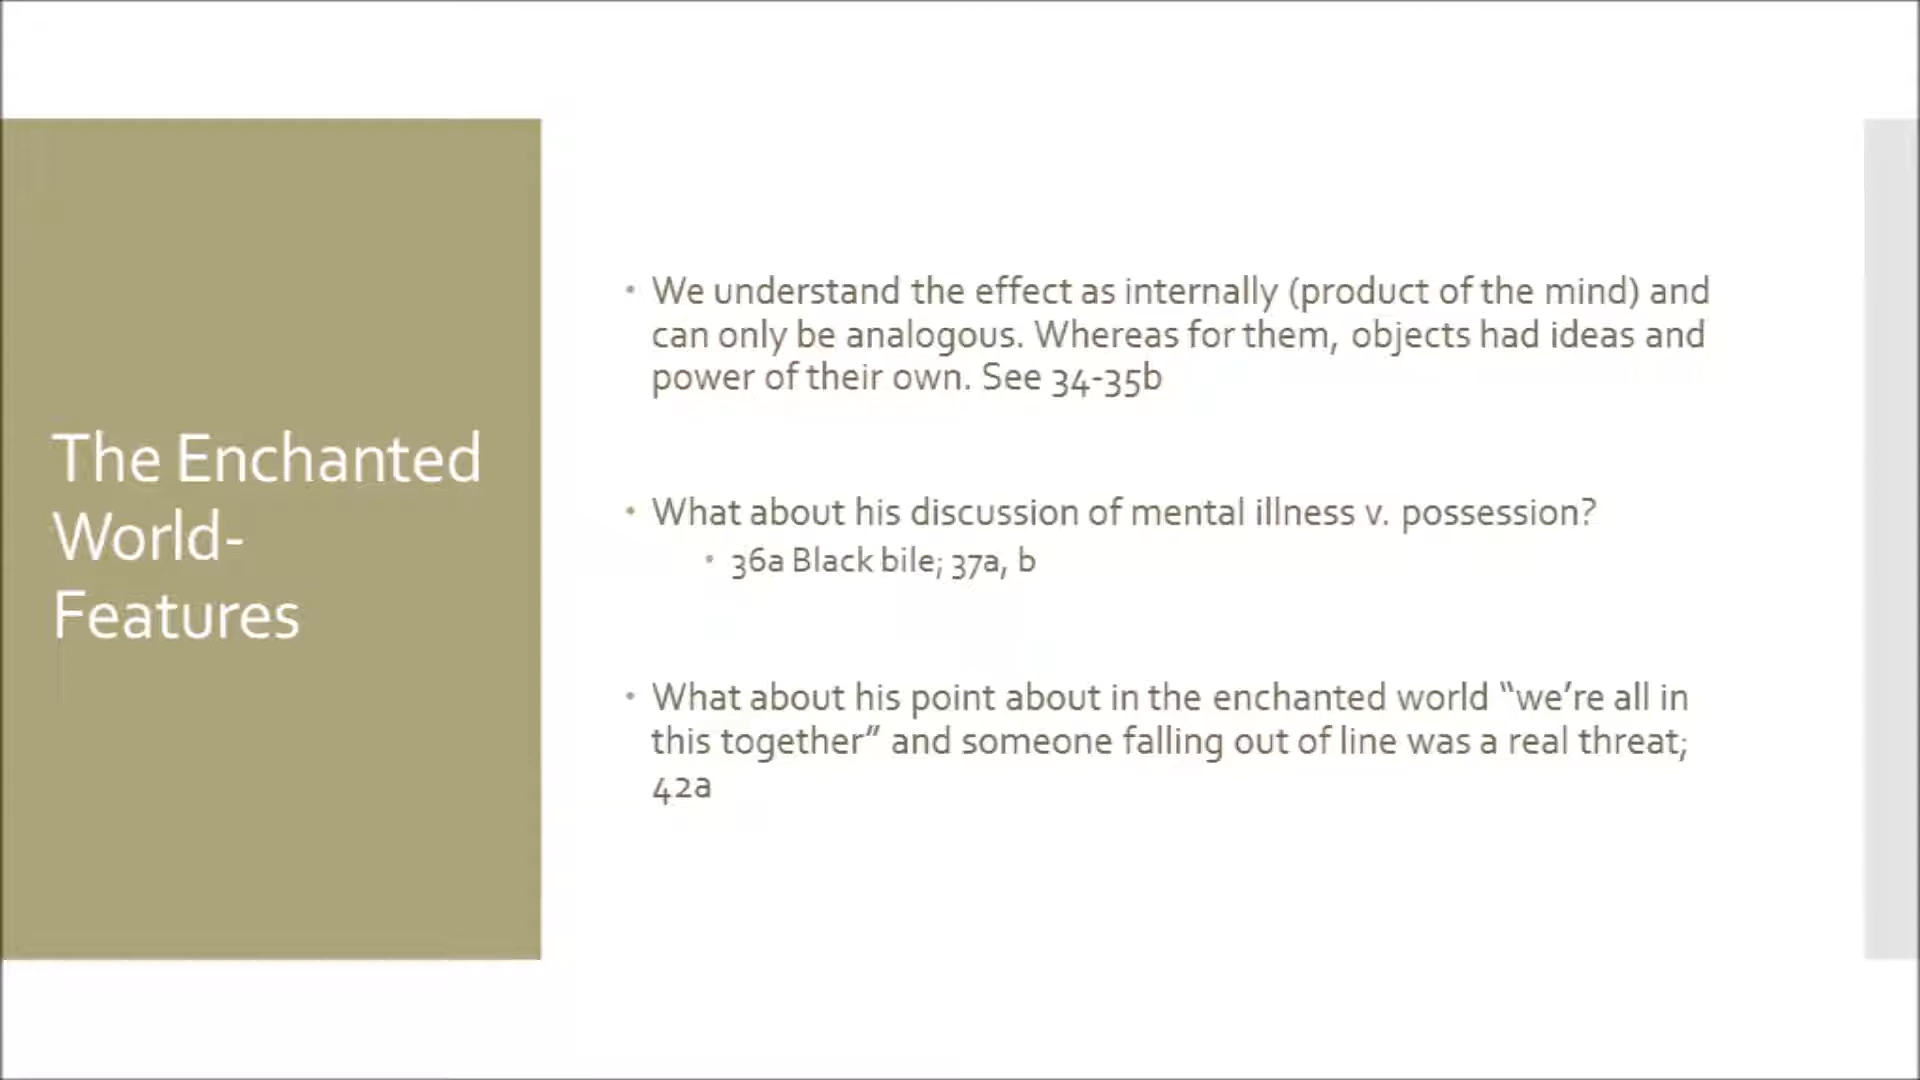 The Enchanted
World-
Features
• We understand the effect as internally (product of the mind) and
can only be analogous. Whereas for them, objects had ideas and
power of their own. See 34-35b
• What about his discussion of mental illness v. possession?
• 36a Black bile; 37a, b
• What about his point about in the enchanted world “we’re all in
this together” and someone falling out of line was a real threat;
42a